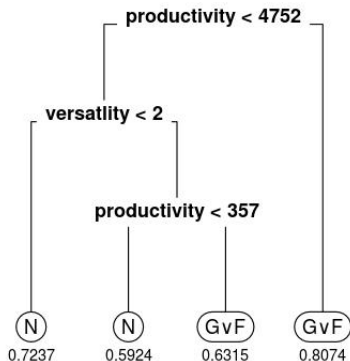 productivity < 4752
versatlity < 2
productivity < 357
N N GvF GvF
0.7237 0.5924 0.6315 0.8074